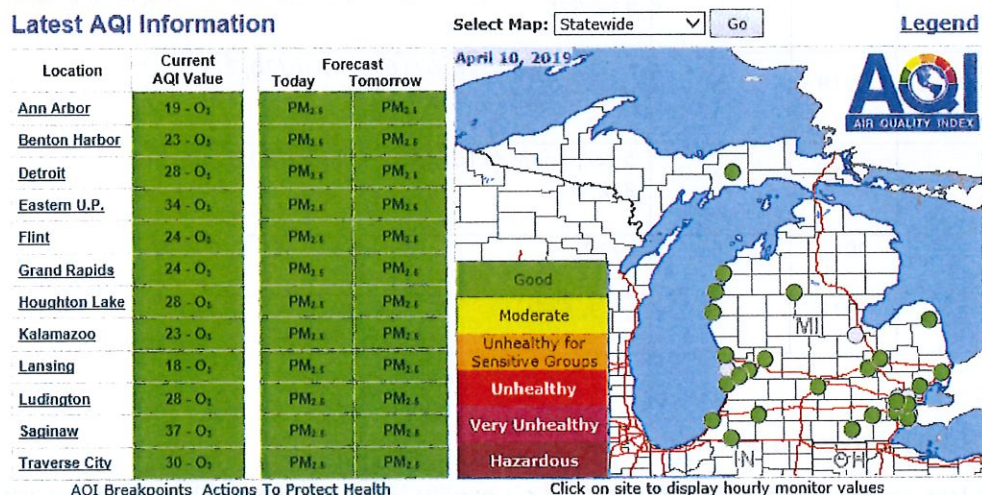 Latest AQI Information
Select Map: Statewide Go Legend
Location Current AQI Value Forecast
Today Tomorrow
Ann Arbor 19 - O₃ PM₂.₅ PM₂.₅
Benton Harbor 23 - O₃ PM₂.₅ PM₂.₅
Detroit 28 - O₃ PM₂.₅ PM₂.₅
Eastern U.P. 34 - O₃ PM₂.₅ PM₂.₅
Flint 24 - O₃ PM₂.₅ PM₂.₅
Grand Rapids 24 - O₃ PM₂.₅ PM₂.₅
Houghton Lake 28 - O₃ PM₂.₅ PM₂.₅
Kalamazoo 23 - O₃ PM₂.₅ PM₂.₅
Lansing 18 - O₃ PM₂.₅ PM₂.₅
Ludington 28 - O₃ PM₂.₅ PM₂.₅
Saginaw 37 - O₃ PM₂.₅ PM₂.₅
Traverse City 30 - O₃ PM₂.₅ PM₂.₅
AQI Breakpoints Actions To Protect Health
April 10, 2019
AQI
AIR QUALITY INDEX
Good
Moderate
Unhealthy for
Sensitive Groups
Unhealthy
Very Unhealthy
Hazardous
MI
IN OH
Click on site to display hourly monitor values